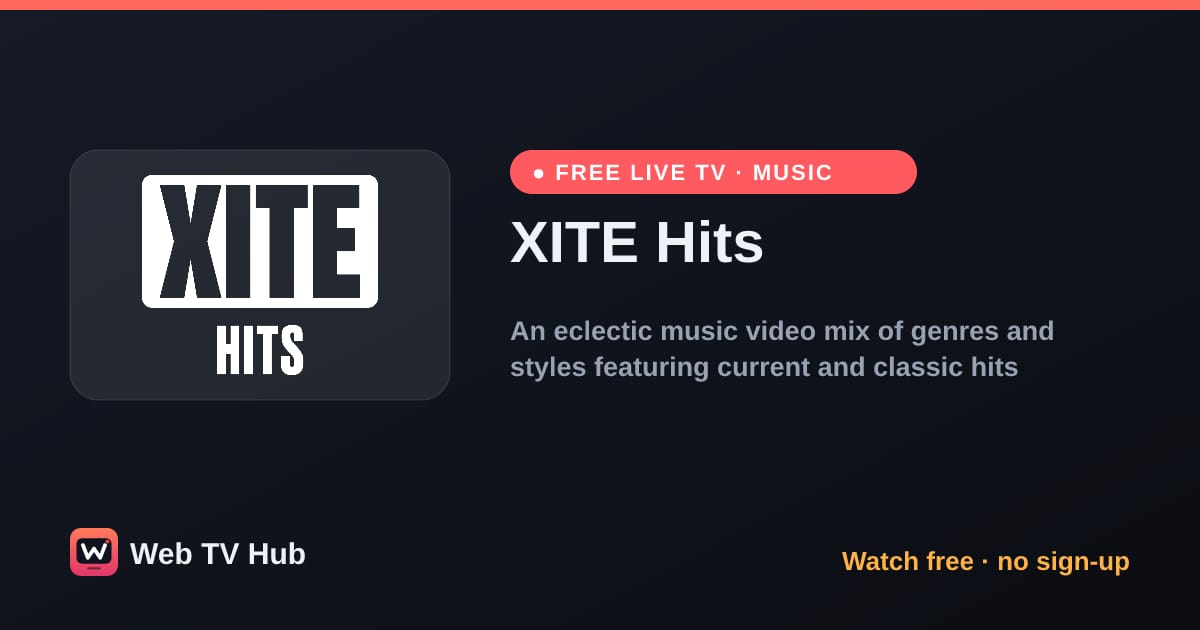 XITE
HITS
● FREE LIVE TV · MUSIC
XITE Hits
An eclectic music video mix of genres and
styles featuring current and classic hits
W
Web TV Hub
Watch free · no sign-up